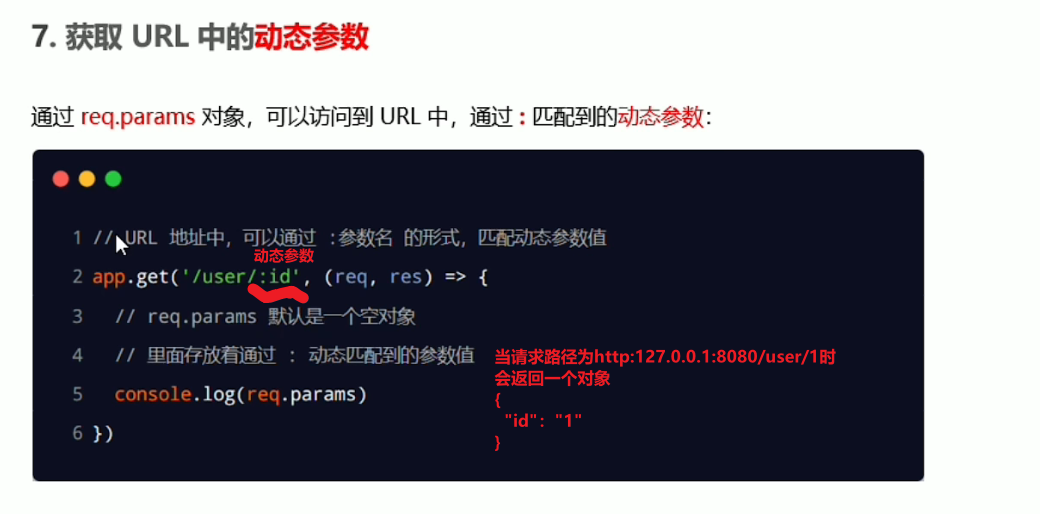 7. 获取 URL 中的动态参数
通过 req.params 对象，可以访问到 URL 中，通过 : 匹配到的动态参数：
1 // URL 地址中，可以通过 :参数名 的形式，匹配动态参数值
动态参数
2 app.get('/user/:id', (req, res) => {
3 // req.params 默认是一个空对象
4 // 里面存放着通过 : 动态匹配到的参数值
5 console.log(req.params)
6 })
当请求路径为http:127.0.0.1:8080/user/1时
会返回一个对象
{
"id": "1"
}